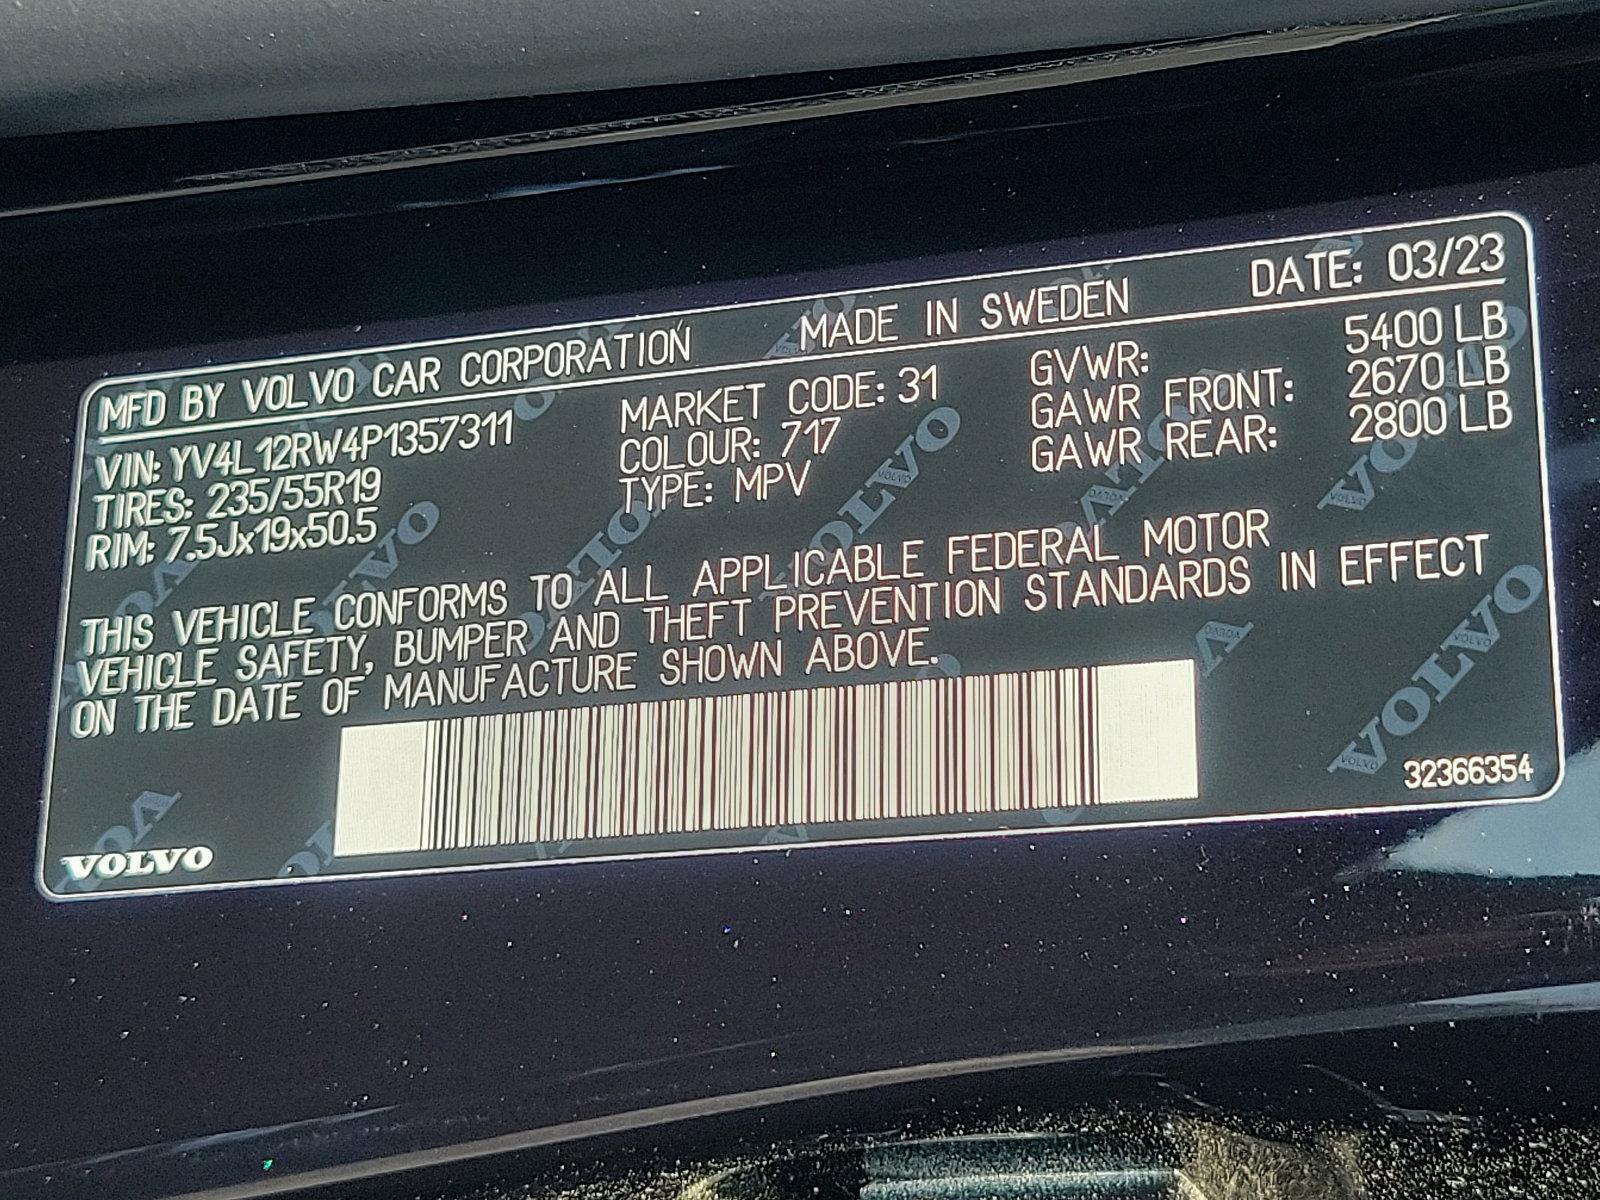 MFD BY VOLVO CAR CORPORATION MADE IN SWEDEN DATE: 03/23
VIN: YV4L12RW4P1357311 MARKET CODE: 31 GVWR: 5400 LB
TIRES: 235/55R19 COLOUR: 717 GAWR FRONT: 2670 LB
RIM: 7.5Jx19x50.5 TYPE: MPV GAWR REAR: 2800 LB
THIS VEHICLE CONFORMS TO ALL APPLICABLE FEDERAL MOTOR
VEHICLE SAFETY, BUMPER AND THEFT PREVENTION STANDARDS IN EFFECT
ON THE DATE OF MANUFACTURE SHOWN ABOVE.
32366354
VOLVO